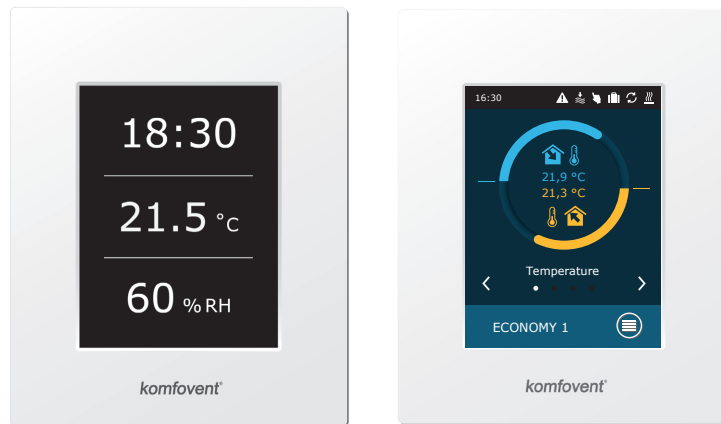 18:30
21.5 °C
60 % RH
komfovent®
16:30
21,9 °C
21,3 °C
Temperature
ECONOMY 1
komfovent®